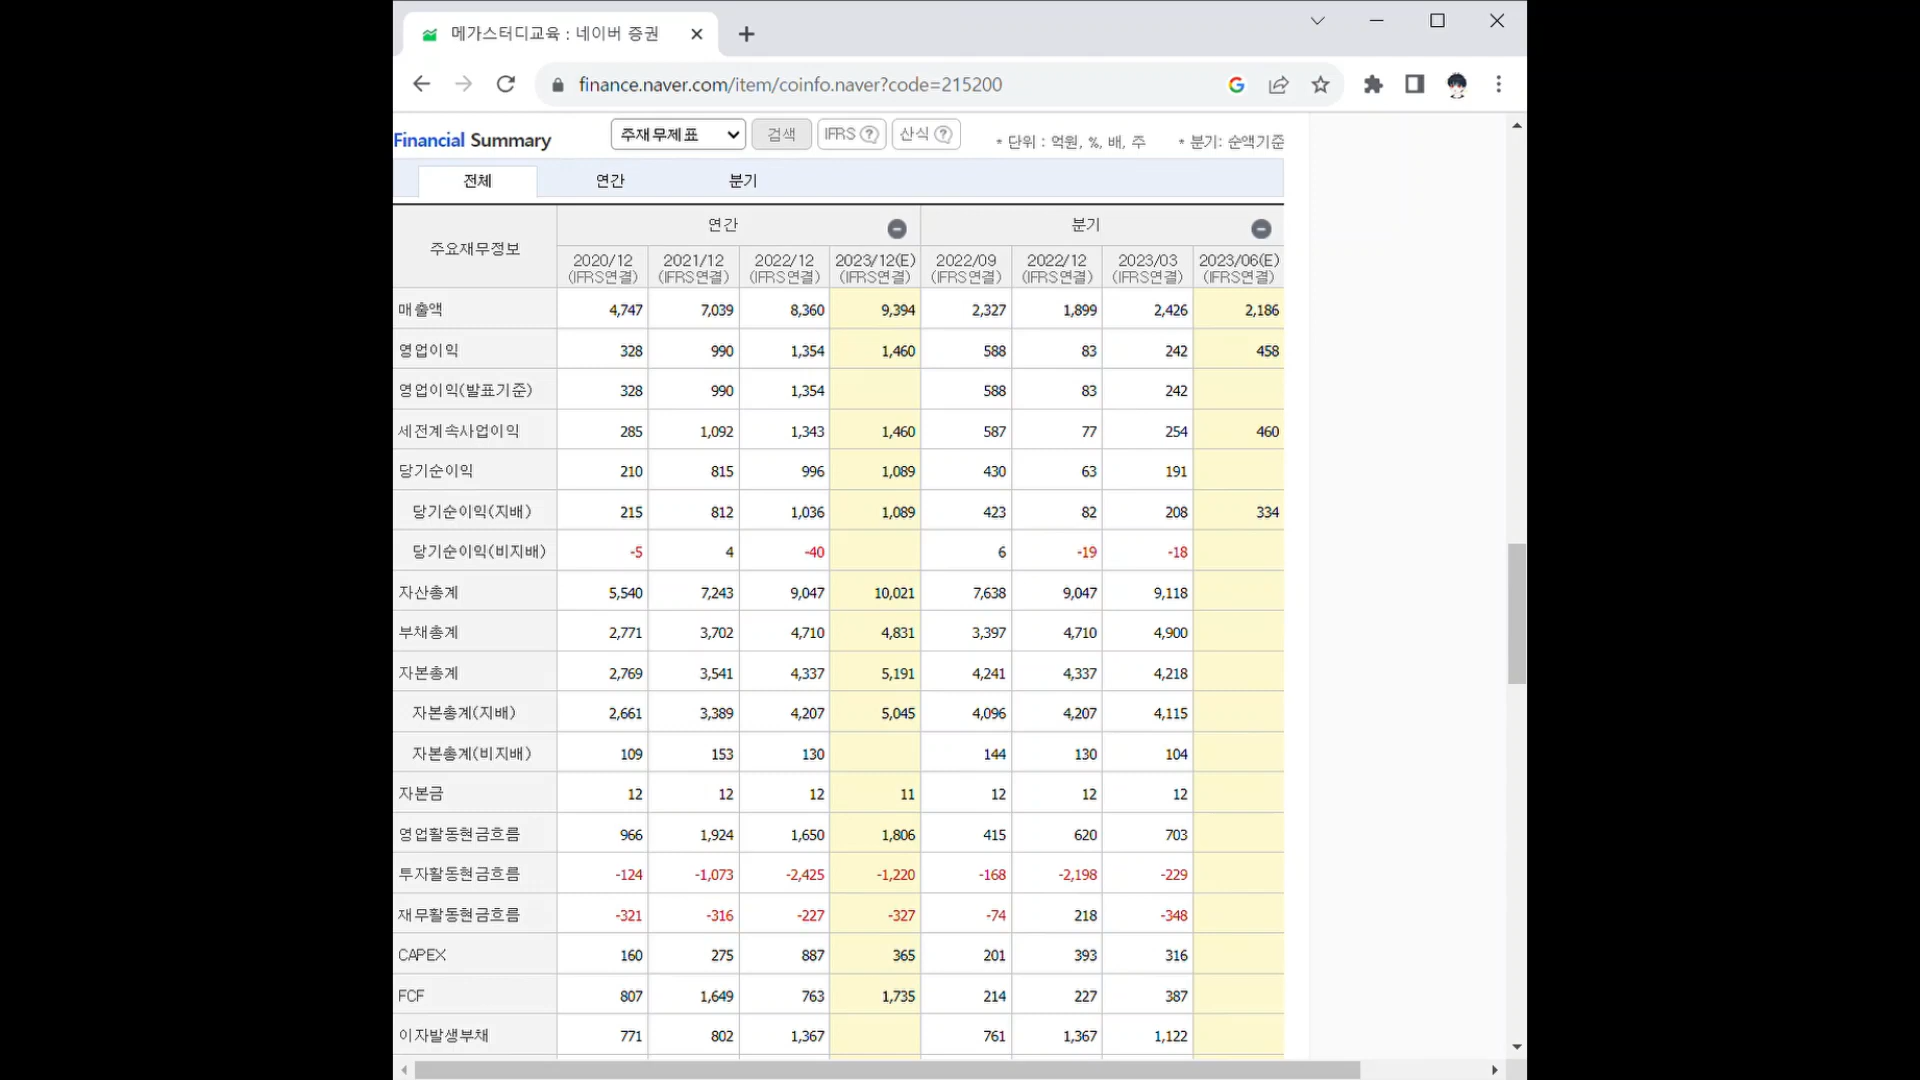 메가스터디교육 : 네이버 증권
finance.naver.com/item/coinfo.naver?code=215200
Financial Summary 주재무제표 검색 IFRS ? 산식 ? * 단위 : 억원, %, 배, 주 * 분기: 순액기준
전체 연간 분기
주요재무정보 연간 분기
2020/12 2021/12 2022/12 2023/12(E) 2022/09 2022/12 2023/03 2023/06(E)
(IFRS연결) (IFRS연결) (IFRS연결) (IFRS연결) (IFRS연결) (IFRS연결) (IFRS연결) (IFRS연결)
매출액 4,747 7,039 8,360 9,394 2,327 1,899 2,426 2,186
영업이익 328 990 1,354 1,460 588 83 242 458
영업이익(발표기준) 328 990 1,354 588 83 242
세전계속사업이익 285 1,092 1,343 1,460 587 77 254 460
당기순이익 210 815 996 1,089 430 63 191
당기순이익(지배) 215 812 1,036 1,089 423 82 208 334
당기순이익(비지배) -5 4 -40 6 -19 -18
자산총계 5,540 7,243 9,047 10,021 7,638 9,047 9,118
부채총계 2,771 3,702 4,710 4,831 3,397 4,710 4,900
자본총계 2,769 3,541 4,337 5,191 4,241 4,337 4,218
자본총계(지배) 2,661 3,389 4,207 5,045 4,096 4,207 4,115
자본총계(비지배) 109 153 130 144 130 104
자본금 12 12 12 11 12 12 12
영업활동현금흐름 966 1,924 1,650 1,806 415 620 703
투자활동현금흐름 -124 -1,073 -2,425 -1,220 -168 -2,198 -229
재무활동현금흐름 -321 -316 -227 -327 -74 218 -348
CAPEX 160 275 887 365 201 393 316
FCF 807 1,649 763 1,735 214 227 387
이자발생부채 771 802 1,367 761 1,367 1,122